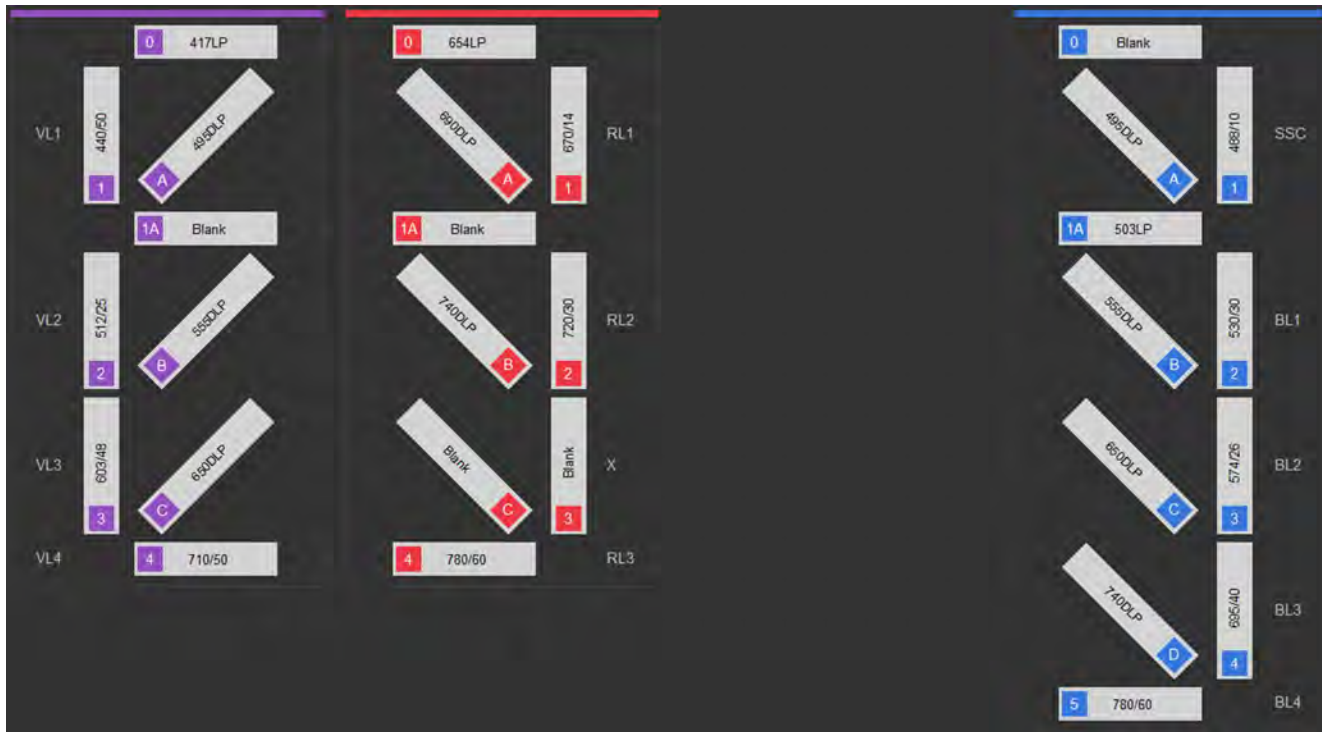 0 417LP
VL1 440/50 1
495DLP A
1A Blank
VL2 512/25 2
555DLP B
VL3 603/48 3
650DLP C
VL4 4 710/50
0 654LP
690DLP A
670/14 1 RL1
1A Blank
740DLP B
720/30 2 RL2
Blank C
Blank 3 X
4 780/60 RL3
0 Blank
495DLP A
488/10 1 SSC
1A 503LP
555DLP B
530/30 2 BL1
650DLP C
574/26 3 BL2
740DLP D
695/40 4 BL3
5 780/60 BL4